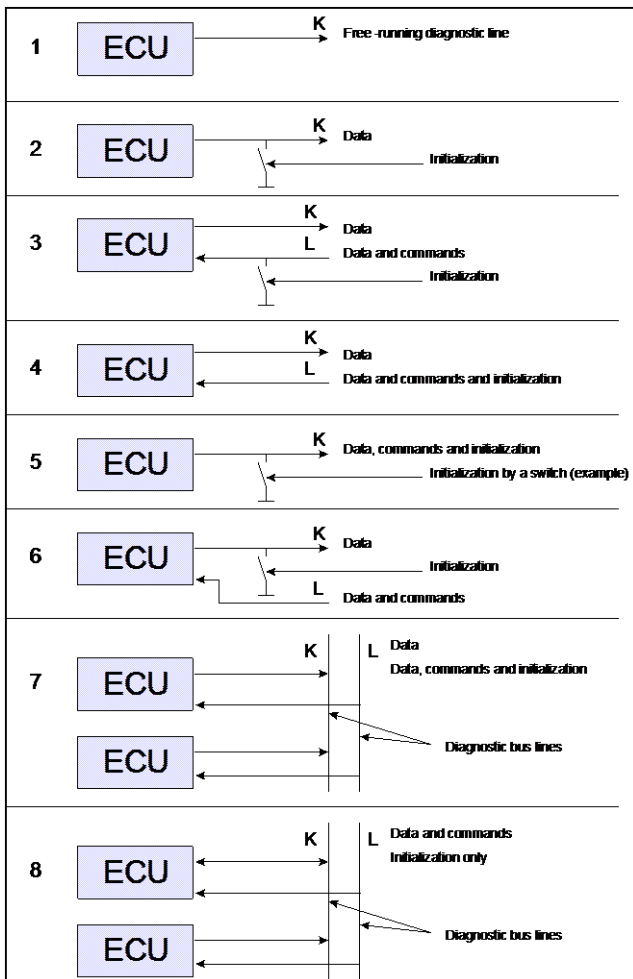 1
ECU
K
Free -running diagnostic line
2
ECU
K
Data
Initialization
3
ECU
K
Data
L
Data and commands
Initialization
4
ECU
K
Data
L
Data and commands and initialization
5
ECU
K
Data, commands and initialization
Initialization by a switch (example)
6
ECU
K
Data
Initialization
L
Data and commands
7
ECU
K
L
Data
Data, commands and initialization
ECU
Diagnostic bus lines
8
ECU
K
L
Data and commands
Initialization only
ECU
Diagnostic bus lines